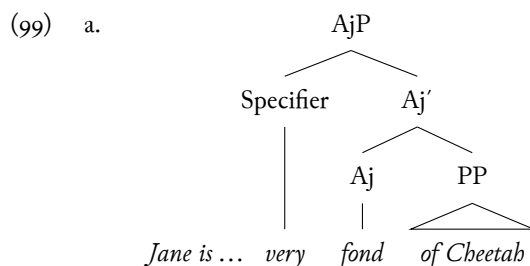 (99) a. AjP
Specifier Aj′
Aj PP
Jane is … very fond of Cheetah